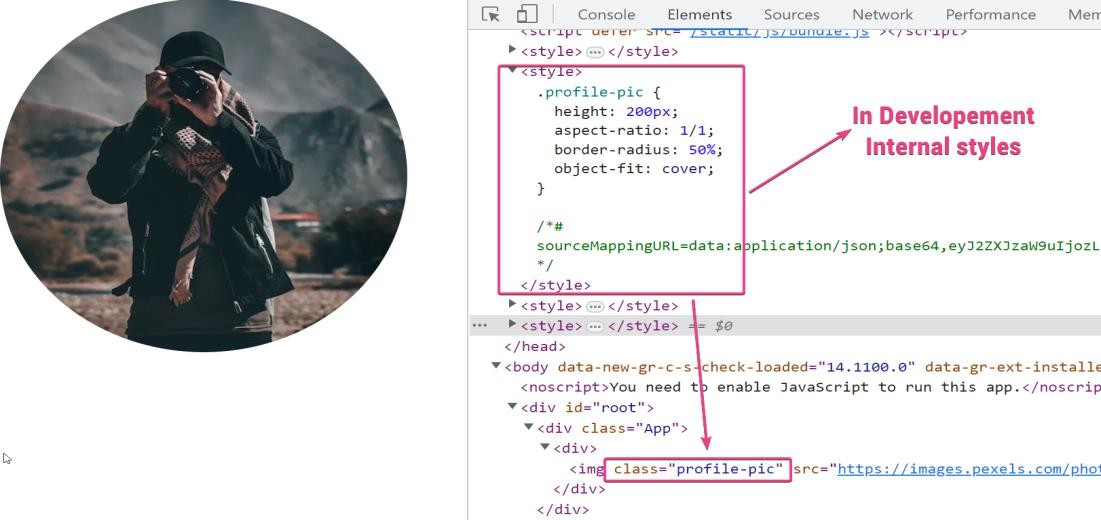 Console Elements Sources Network Performance Mem
<script defer src="/static/js/bundle.js"></script>
<style>…</style>
<style>
.profile-pic {
height: 200px;
aspect-ratio: 1/1;
border-radius: 50%;
object-fit: cover;
}
/*#
sourceMappingURL=data:application/json;base64,eyJ2ZXJzaW9uIjozL
*/
</style>
In Developement
Internal styles
<style>…</style>
… <style>…</style> == $0
</head>
<body data-new-gr-c-s-check-loaded="14.1100.0" data-gr-ext-installe
<noscript>You need to enable JavaScript to run this app.</noscrip
<div id="root">
<div class="App">
<div>
<img class="profile-pic" src="https://images.pexels.com/phot
</div>
</div>